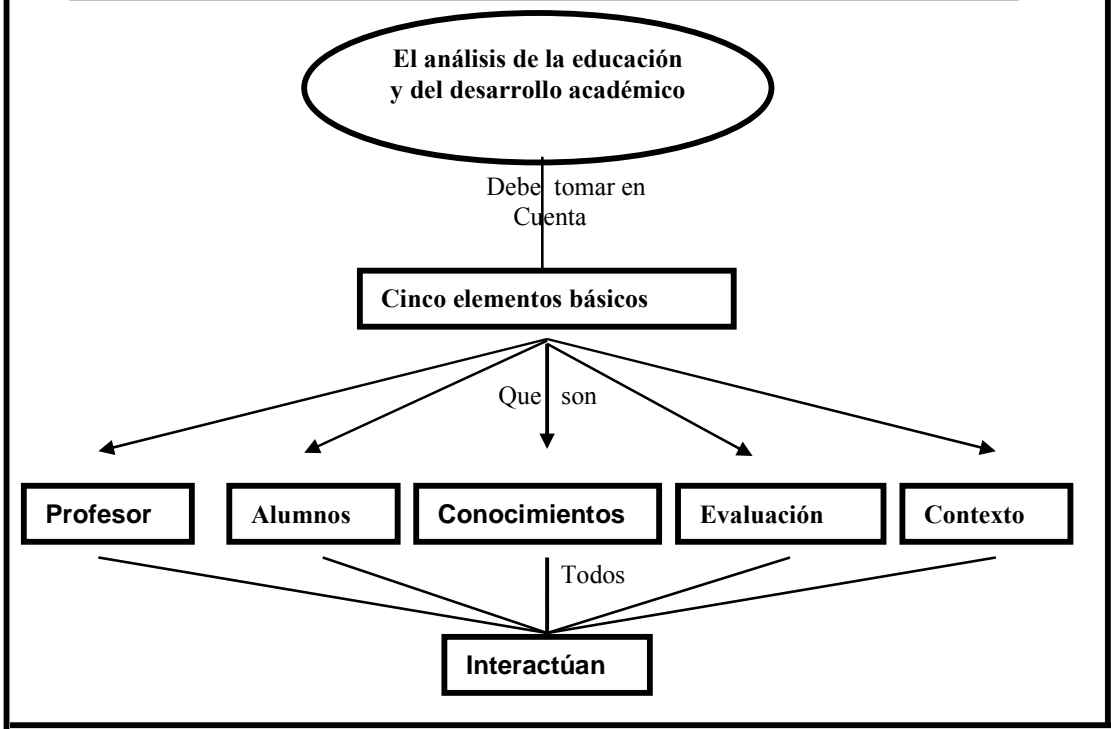 El análisis de la educación
y del desarrollo académico
Debe tomar en
Cuenta
Cinco elementos básicos
Que son
Profesor
Alumnos
Conocimientos
Evaluación
Contexto
Todos
Interactúan